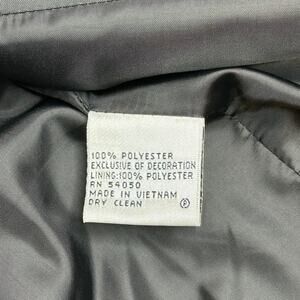 100% POLYESTER
EXCLUSIVE OF DECORATION
LINING:100% POLYESTER
RN 54050
MADE IN VIETNAM
DRY CLEAN Ⓟ